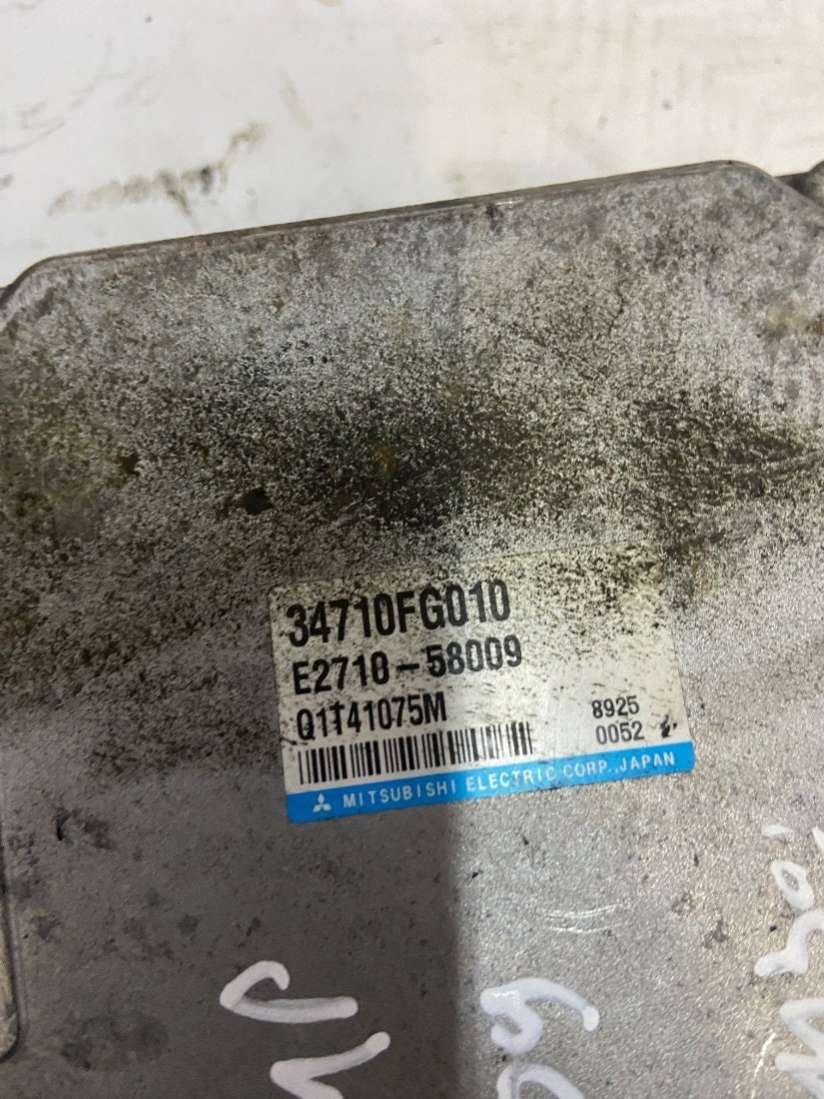 34710FG010
E2710-58009
Q1T41075M 8925
0052
MITSUBISHI ELECTRIC CORP., JAPAN